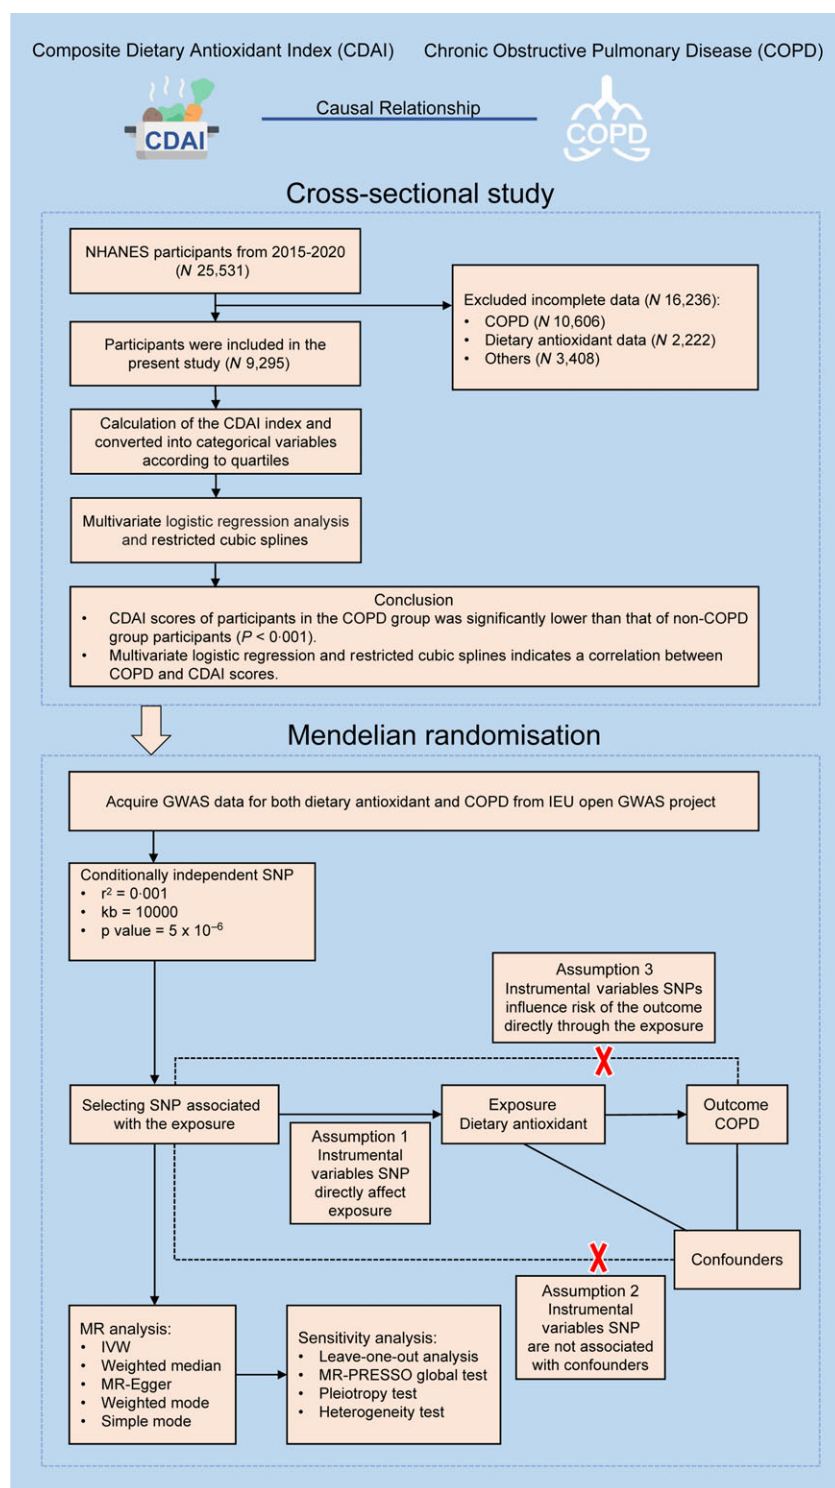 Composite Dietary Antioxidant Index (CDAI)
Chronic Obstructive Pulmonary Disease (COPD)
CDAI
Causal Relationship
COPD
Cross-sectional study
NHANES participants from 2015-2020
(N 25,531)
Excluded incomplete data (N 16,236):
• COPD (N 10,606)
• Dietary antioxidant data (N 2,222)
• Others (N 3,408)
Participants were included in the
present study (N 9,295)
Calculation of the CDAI index and
converted into categorical variables
according to quartiles
Multivariate logistic regression analysis
and restricted cubic splines
Conclusion
• CDAI scores of participants in the COPD group was significantly lower than that of non-COPD
group participants (P < 0·001).
• Multivariate logistic regression and restricted cubic splines indicates a correlation between
COPD and CDAI scores.
Mendelian randomisation
Acquire GWAS data for both dietary antioxidant and COPD from IEU open GWAS project
Conditionally independent SNP
• r² = 0·001
• kb = 10000
• p value = 5 x 10⁻⁶
Assumption 3
Instrumental variables SNPs
influence risk of the outcome
directly through the exposure
Selecting SNP associated
with the exposure
Exposure
Dietary antioxidant
Outcome
COPD
Assumption 1
Instrumental
variables SNP
directly affect
exposure
Confounders
Assumption 2
Instrumental
variables SNP
are not associated
with confounders
MR analysis:
• IVW
• Weighted median
• MR-Egger
• Weighted mode
• Simple mode
Sensitivity analysis:
• Leave-one-out analysis
• MR-PRESSO global test
• Pleiotropy test
• Heterogeneity test